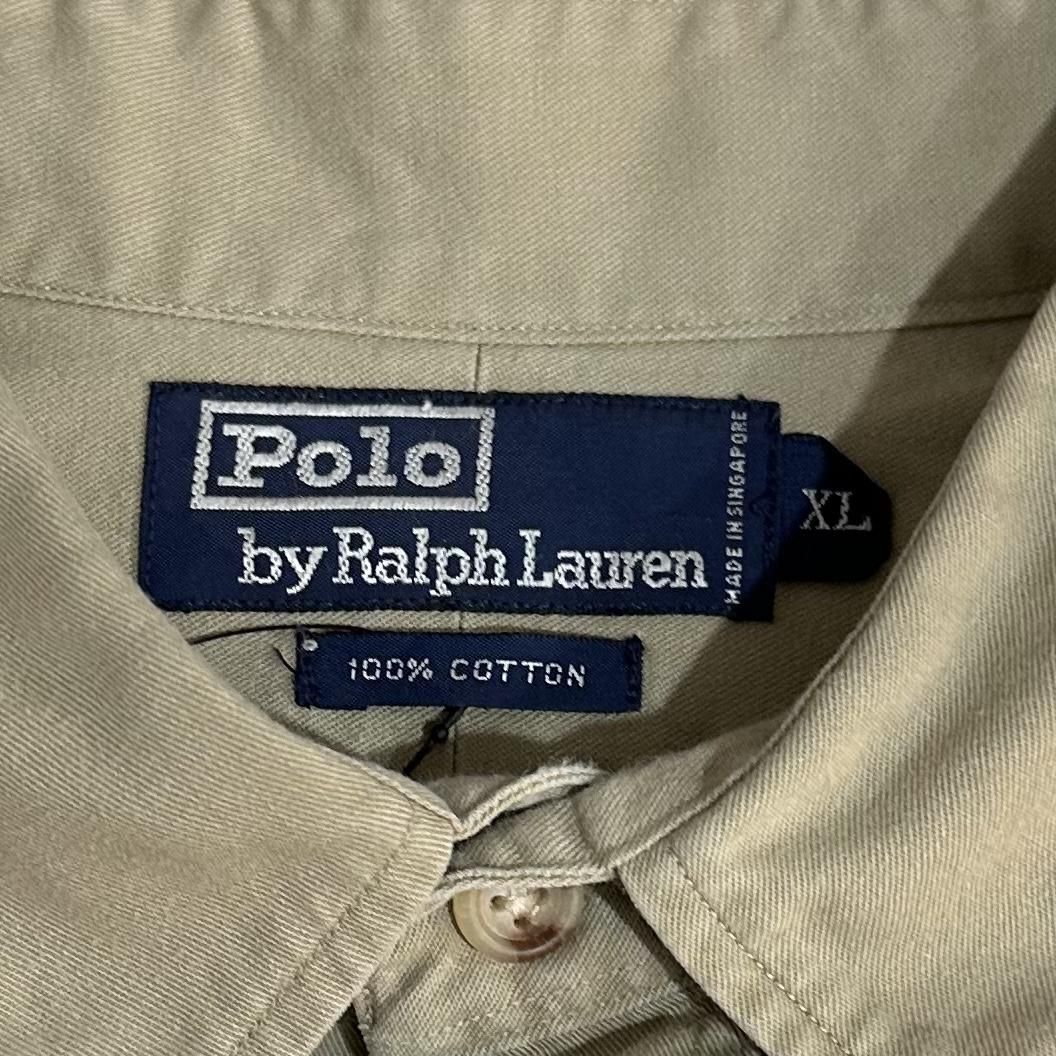 Polo
by Ralph Lauren
MADE IN SINGAPORE
XL
100% COTTON